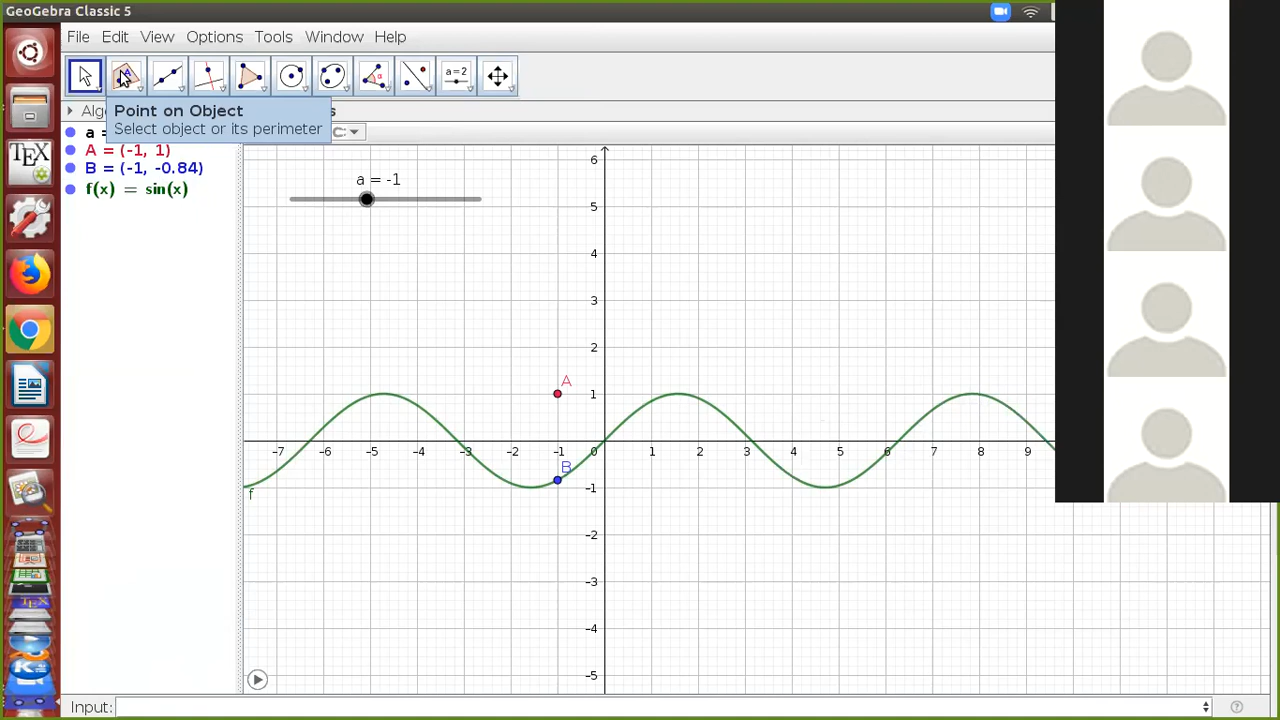 GeoGebra Classic 5
File Edit View Options Tools Window Help
A α a=2
Point on Object
Select object or its perimeter
a =
A = (-1, 1)
B = (-1, -0.84)
f(x) = sin(x)
a = -1
6
5
4
3
2
A
1
-7 -6 -5 -4 -3 -2 -1 0 1 2 3 4 5 6 7 8 9
B
f
-1
-2
-3
-4
-5
Input:
TEX